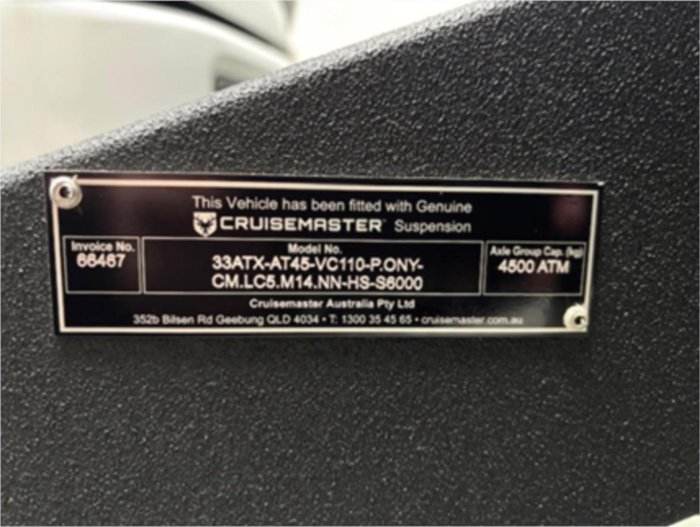 This Vehicle has been fitted with Genuine
CRUISEMASTER Suspension
Invoice No.
66467
Model No.
33ATX-AT45-VC110-P.ONY-
CM.LC5.M14.NN-HS-S6000
Axle Group Cap. (kg)
4500 ATM
Cruisemaster Australia Pty Ltd
352b Bilsen Rd Geebung QLD 4034 • T: 1300 35 45 65 • cruisemaster.com.au